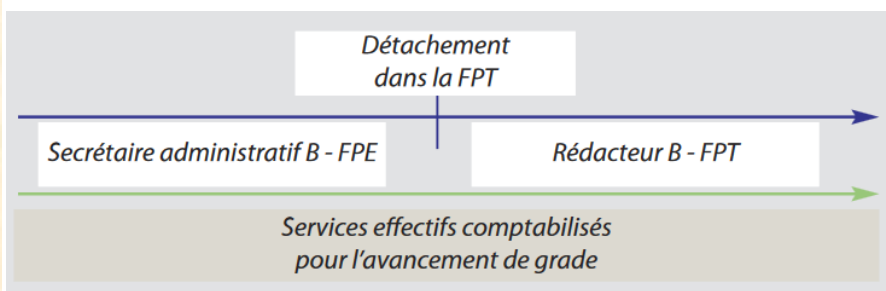 Détachement
dans la FPT
Secrétaire administratif B - FPE
Rédacteur B - FPT
Services effectifs comptabilisés
pour l’avancement de grade